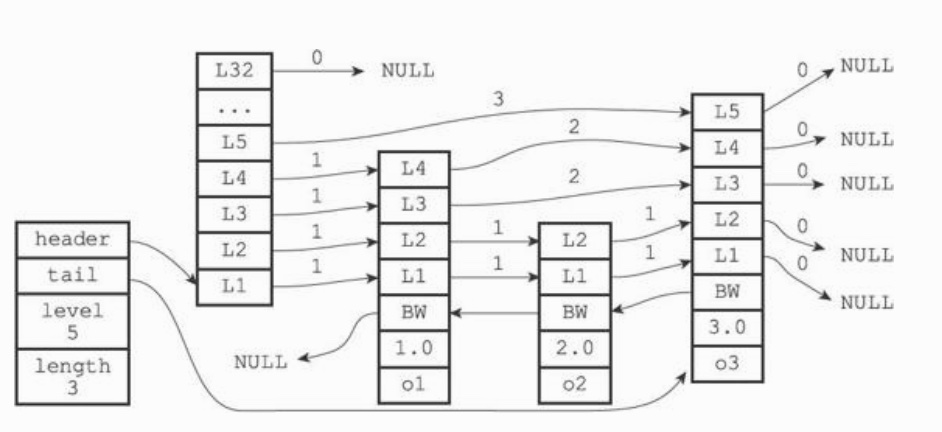 L32
0
NULL
...
L5
3
L4
1
L3
1
L2
1
L1
1
header
tail
level
5
length
3
L4
2
L3
2
L2
1
L1
1
BW
1.0
o1
NULL
L2
1
L1
1
BW
2.0
o2
L5
0
NULL
L4
0
NULL
L3
0
NULL
L2
0
NULL
L1
0
NULL
BW
3.0
o3